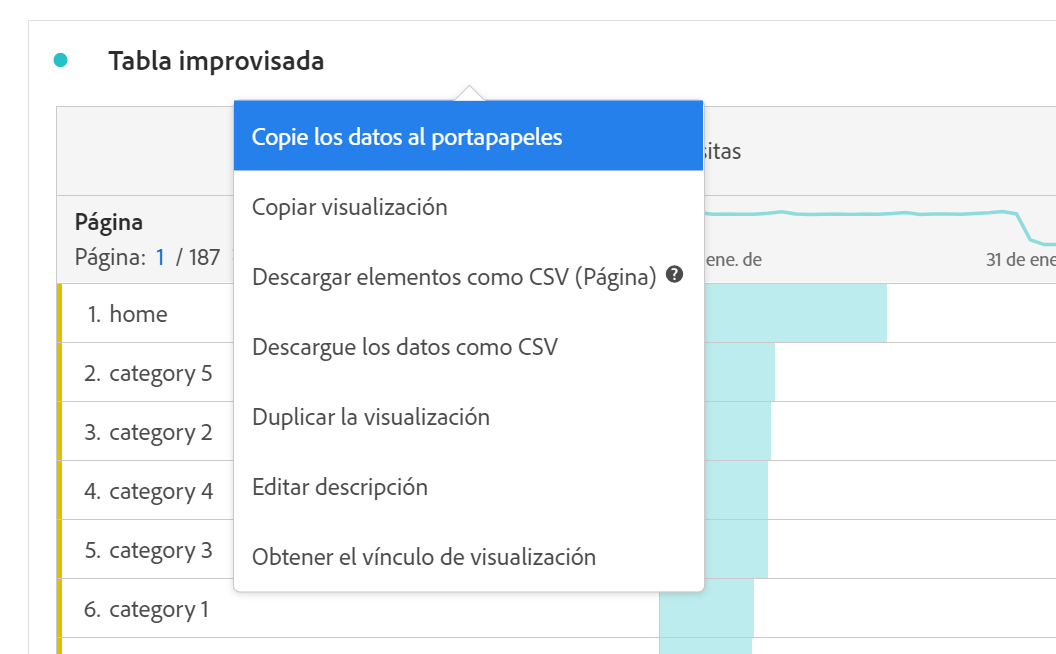 Tabla improvisada
Copie los datos al portapapeles
Página
Página: 1 / 187
Copiar visualización
Descargar elementos como CSV (Página) ?
Descargue los datos como CSV
Duplicar la visualización
Editar descripción
Obtener el vínculo de visualización
ene. de
31 de ene
1. home
2. category 5
3. category 2
4. category 4
5. category 3
6. category 1